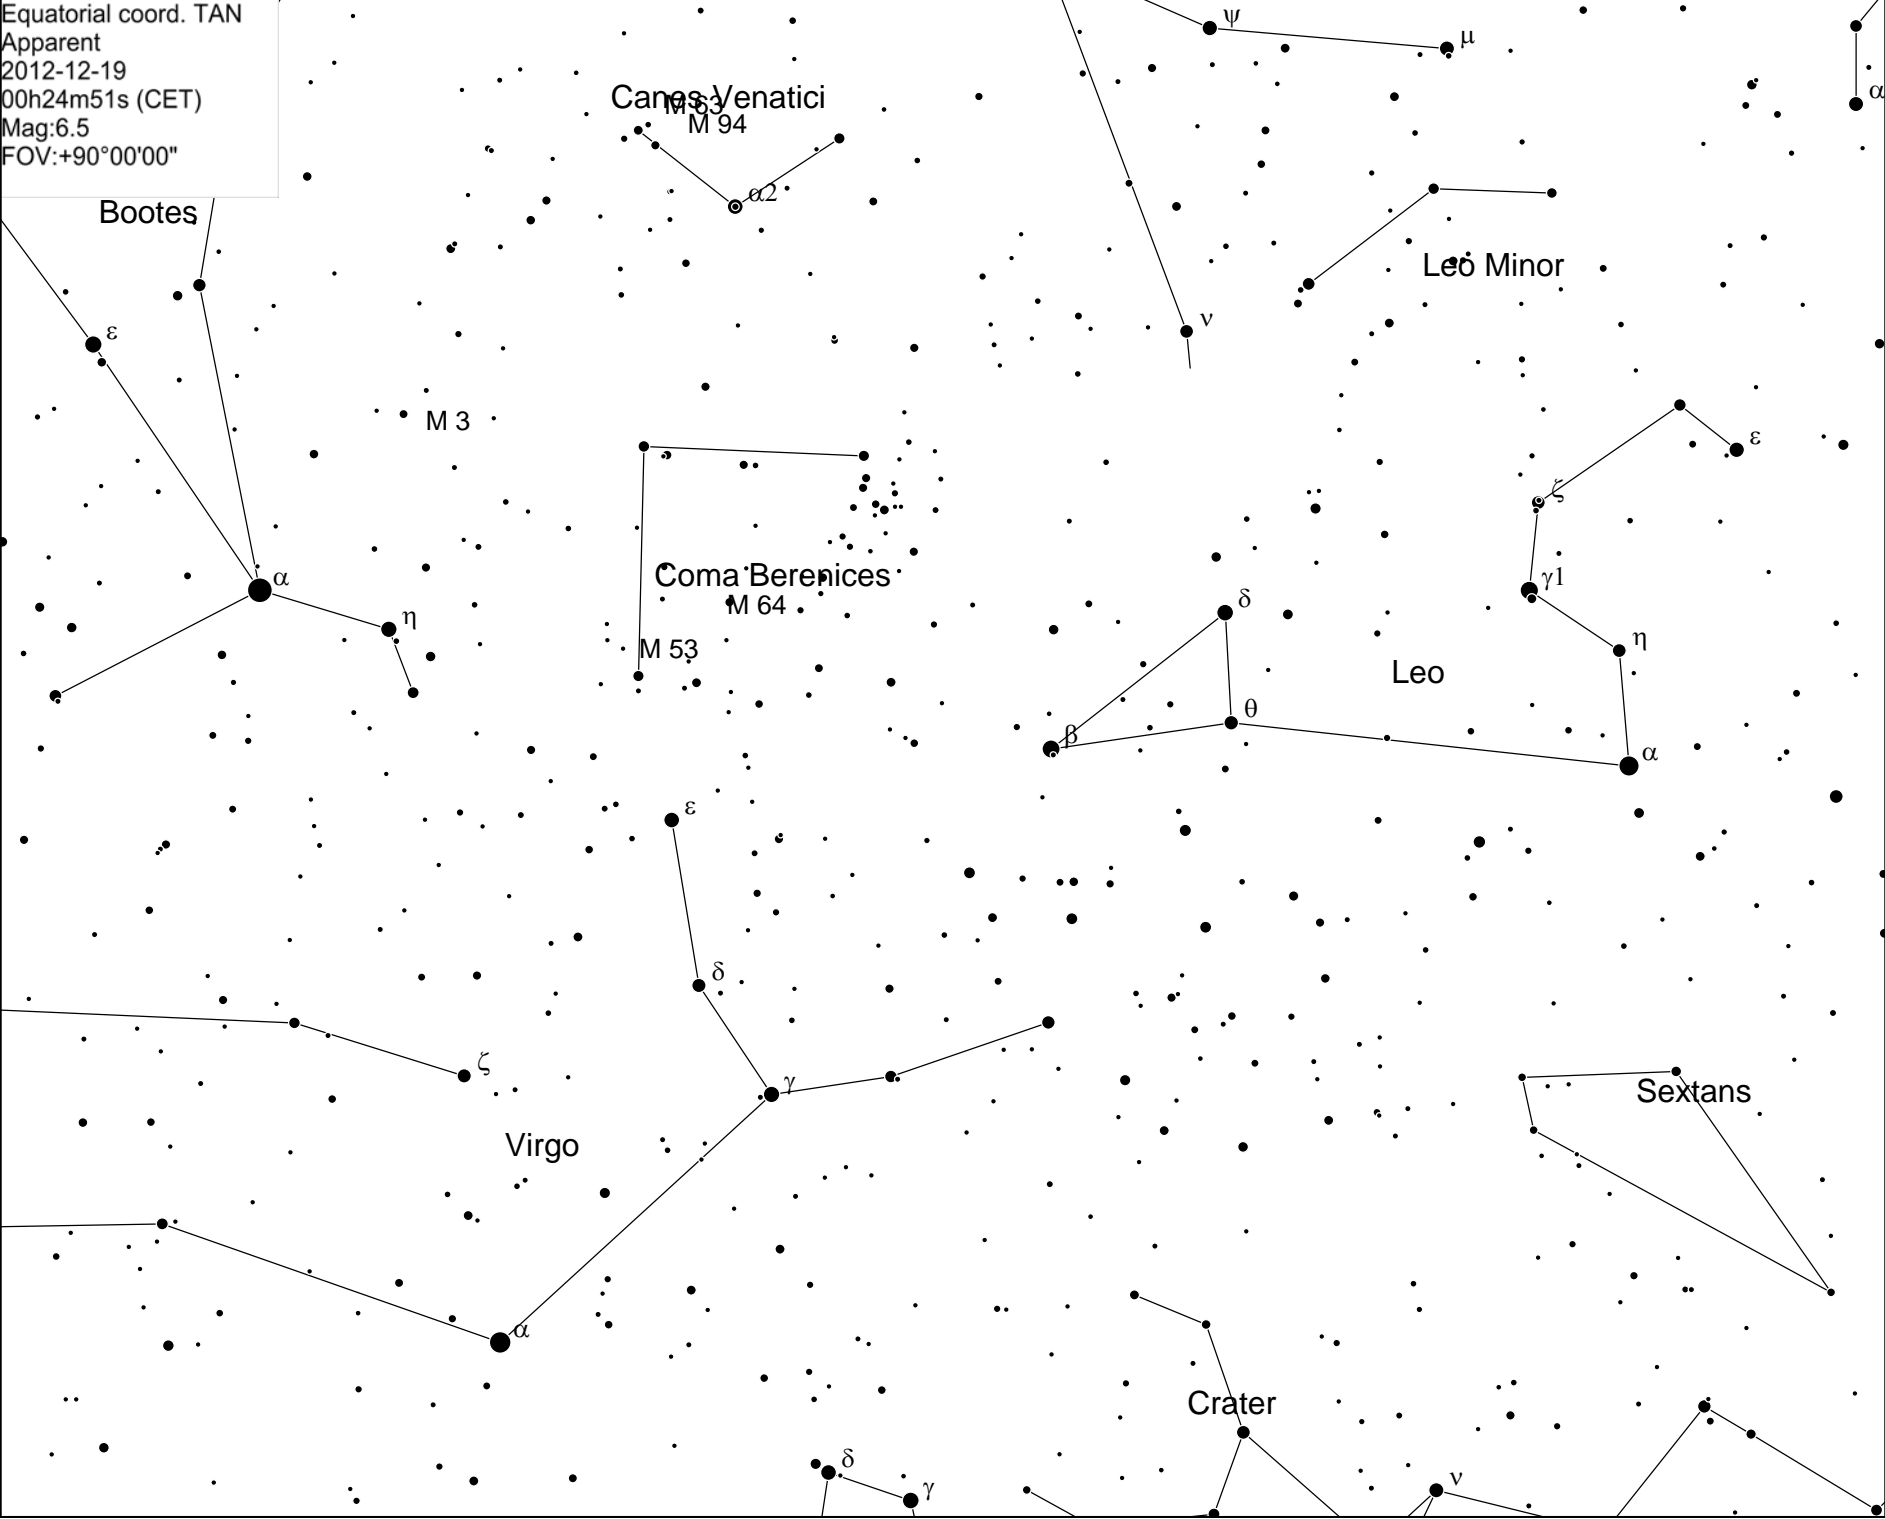 Equatorial coord. TAN
Apparent
2012-12-19
00h24m51s (CET)
Mag:6.5
FOV:+90°00'00"
ψ
μ
α
Canes Venatici
M 63
M 94
α2
Bootes
Leo Minor
ε
ν
M 3
ε
ζ
Coma Berenices
α
γ1
M 64
δ
η
η
M 53
Leo
θ
β
α
ε
δ
ζ
γ
Sextans
Virgo
α
Crater
δ
ν
γ